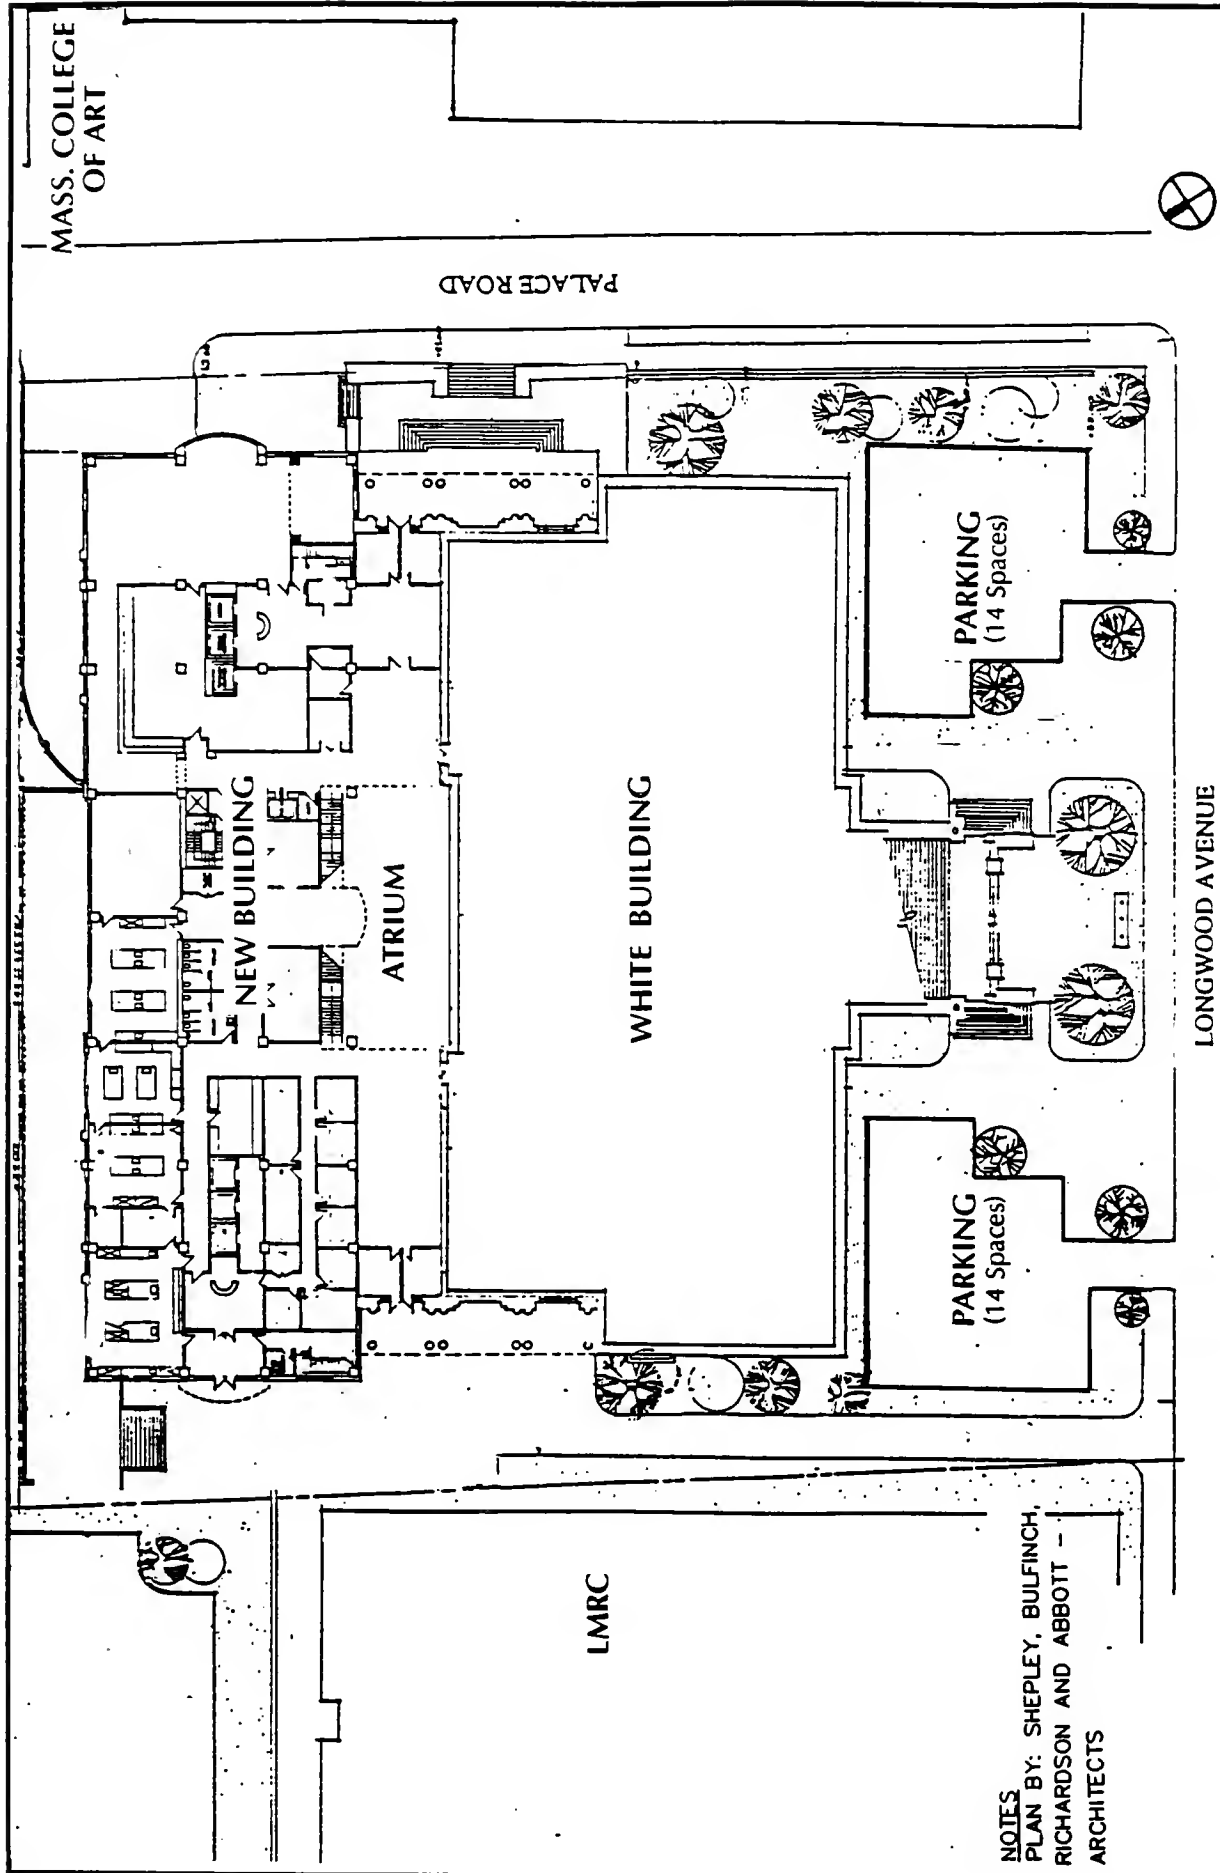 MASS. COLLEGE
OF ART
PALACE ROAD
NEW BUILDING
ATRIUM
WHITE BUILDING
PARKING
(14 Spaces)
PARKING
(14 Spaces)
LONGWOOD AVENUE
LMRC
NOTES
PLAN BY: SHEPLEY, BULFINCH,
RICHARDSON AND ABBOTT -
ARCHITECTS